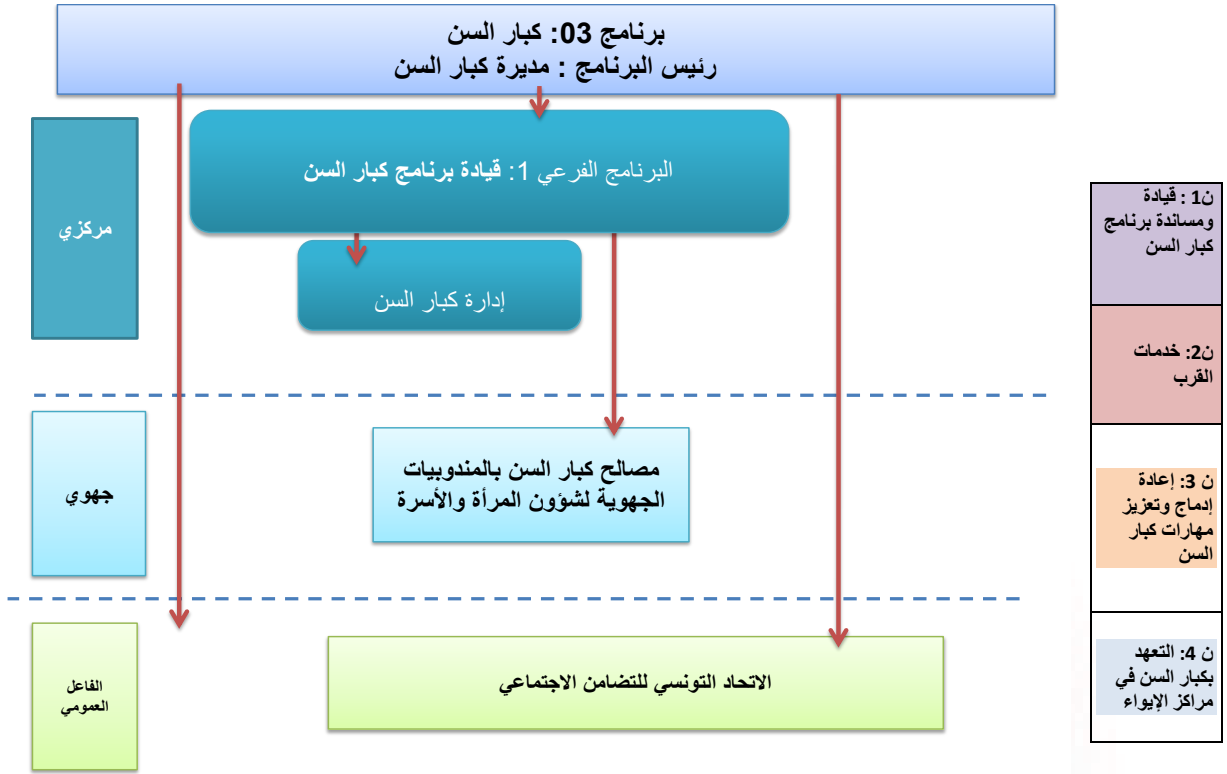 برنامج 03: كبار السن
رئيس البرنامج : مديرة كبار السن
مركزي
البرنامج الفرعي 1: قيادة برنامج كبار السن
إدارة كبار السن
جهوي
مصالح كبار السن بالمندوبيات
الجهوية لشؤون المرأة والأسرة
الفاعل
العمومي
الاتحاد التونسي للتضامن الاجتماعي
ن1 : قيادة
ومساندة برنامج
كبار السن
ن2: خدمات
القرب
ن 3: إعادة
إدماج وتعزيز
مهارات كبار
السن
ن 4: التعهد
بكبار السن في
مراكز الإيواء